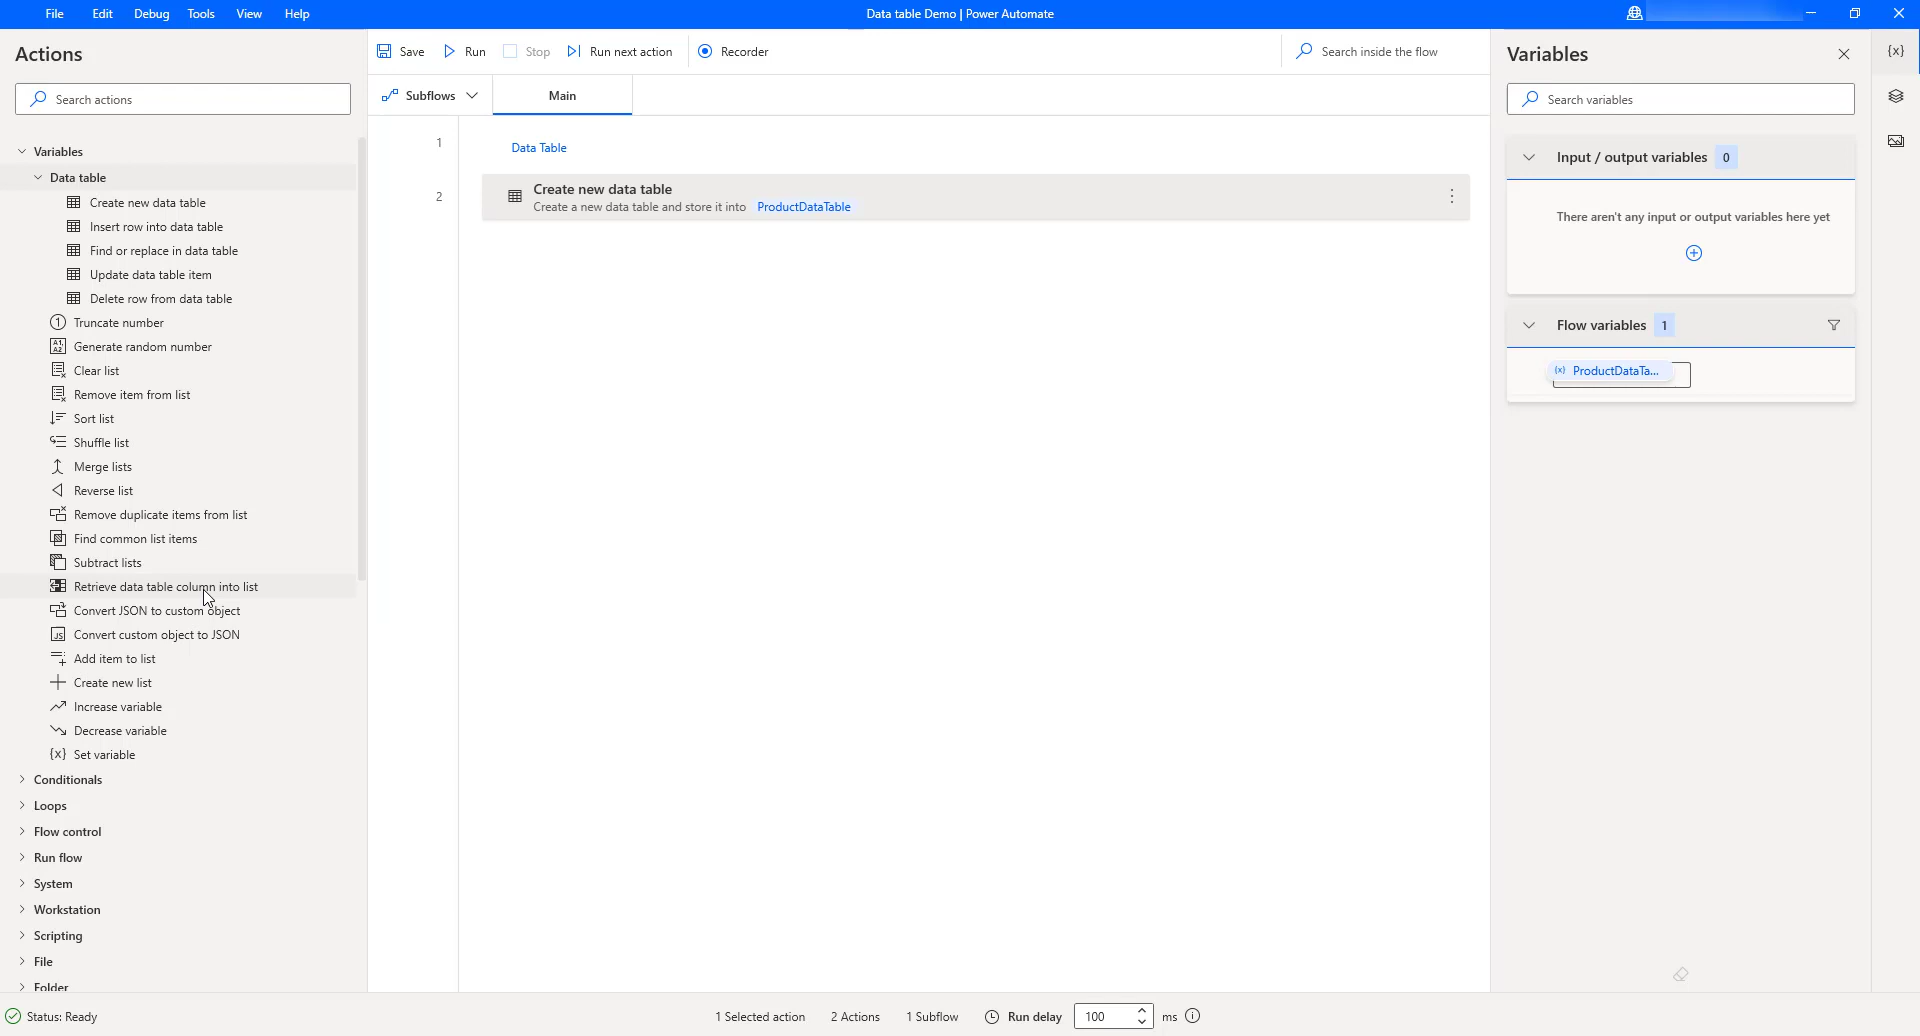 File Edit Debug Tools View Help
Data table Demo | Power Automate
Actions
Search actions
Variables
Data table
Create new data table
Insert row into data table
Find or replace in data table
Update data table item
Delete row from data table
Truncate number
Generate random number
Clear list
Remove item from list
Sort list
Shuffle list
Merge lists
Reverse list
Remove duplicate items from list
Find common list items
Subtract lists
Retrieve data table column into list
Convert JSON to custom object
Convert custom object to JSON
Add item to list
Create new list
Increase variable
Decrease variable
{x} Set variable
Conditionals
Loops
Flow control
Run flow
System
Workstation
Scripting
File
Folder
Save Run Stop Run next action Recorder
Search inside the flow
Subflows Main
1 Data Table
2 Create new data table
Create a new data table and store it into ProductDataTable
Variables
{x}
Search variables
Input / output variables 0
There aren't any input or output variables here yet
Flow variables 1
(x) ProductDataTa...
Status: Ready
1 Selected action 2 Actions 1 Subflow Run delay 100 ms